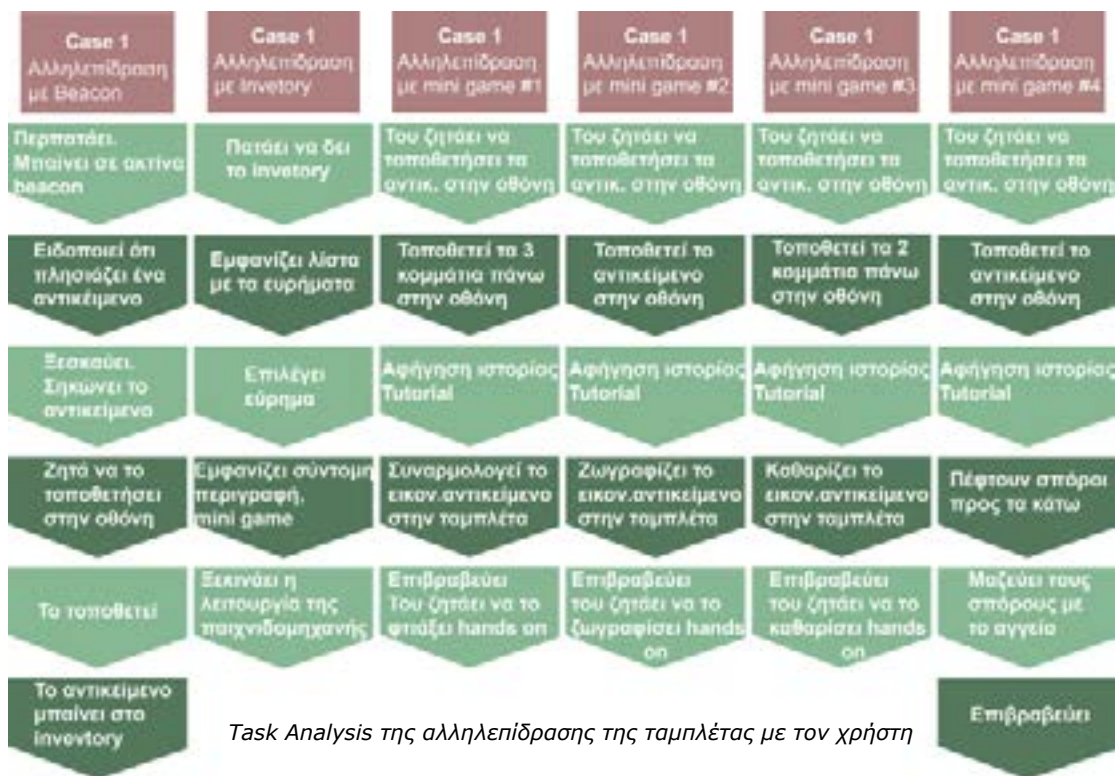 Case 1
Αλληλεπίδραση
με Beacon
Case 1
Αλληλεπίδραση
με Invetory
Case 1
Αλληλεπίδραση
με mini game #1
Case 1
Αλληλεπίδραση
με mini game #2
Case 1
Αλληλεπίδραση
με mini game #3
Case 1
Αλληλεπίδραση
με mini game #4
Περπατάει.
Μπαίνει σε ακτίνα
beacon
Πατάει να δει
το Invetory
Του ζητάει να
τοποθετήσει τα
αντικ. στην οθόνη
Του ζητάει να
τοποθετήσει τα
αντικ. στην οθόνη
Του ζητάει να
τοποθετήσει τα
αντικ. στην οθόνη
Του ζητάει να
τοποθετήσει τα
αντικ. στην οθόνη
Ειδοποιεί ότι
πλησιάζει ένα
αντικέιμενο
Εμφανίζει λίστα
με τα ευρήματα
Τοποθετεί τα 3
κομμάτια πάνω
στην οθόνη
Τοποθετεί το
αντικείμενο
στην οθόνη
Τοποθετεί τα 2
κομμάτια πάνω
στην οθόνη
Τοποθετεί το
αντικείμενο
στην οθόνη
Ξεσκαύει.
Σηκώνει το
αντικείμενο
Επιλέγει
εύρημα
Αφήγηση ιστορίας
Tutorial
Αφήγηση ιστορίας
Tutorial
Αφήγηση ιστορίας
Tutorial
Αφήγηση ιστορίας
Tutorial
Ζητά να το
τοποθετήσει
στην οθόνη
Εμφανίζει σύντομη
περιγραφή.
mini game
Συναρμολογεί το
εικον.αντικείμενο
στην ταμπλέτα
Ζωγραφίζει το
εικον.αντικείμενο
στην ταμπλέτα
Καθαρίζει το
εικον.αντικείμενο
στην ταμπλέτα
Πέφτουν σπόροι
προς τα κάτω
Το τοποθετεί
Ξεκινάει η
λειτουργία της
παιχνιδομηχανής
Επιβραβεύει
Του ζητάει να το
φτιάξει hands on
Επιβραβεύει
του ζητάει να το
ζωγραφίσει hands
on
Επιβραβεύει
του ζητάει να το
καθαρίσει hands
on
Μαζεύει τους
σπόρους με
το αγγείο
Το αντικείμενο
μπαίνει στο
Επιβραβεύει
Task Analysis της αλληλεπίδρασης της ταμπλέτας με τον χρήστη